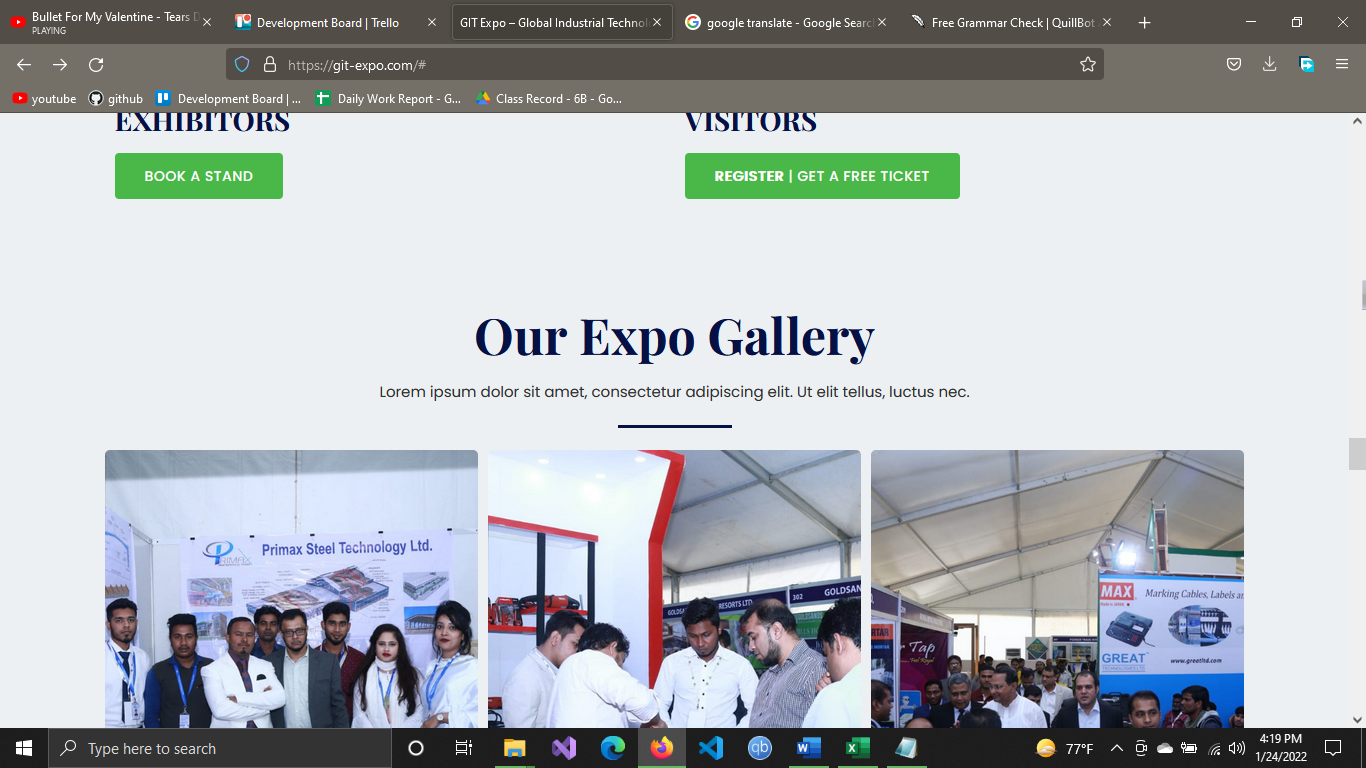 Bullet For My Valentine - Tears D
PLAYING
Development Board | Trello
GIT Expo – Global Industrial Technol
google translate - Google Search
Free Grammar Check | QuillBot
https://git-expo.com/#
youtube
github
Development Board | ...
Daily Work Report - G...
Class Record - 6B - Go...
EXHIBITORS
VISITORS
BOOK A STAND
REGISTER | GET A FREE TICKET
Our Expo Gallery
Lorem ipsum dolor sit amet, consectetur adipiscing elit. Ut elit tellus, luctus nec.
PRIMAX
Primax Steel Technology Ltd.
RESORTS LTD
302
GOLDSAN
MAX
Marking Cables, Labels a
GREAT
www.greatltd.com
r Tap
Type here to search
qb
77°F
4:19 PM
1/24/2022